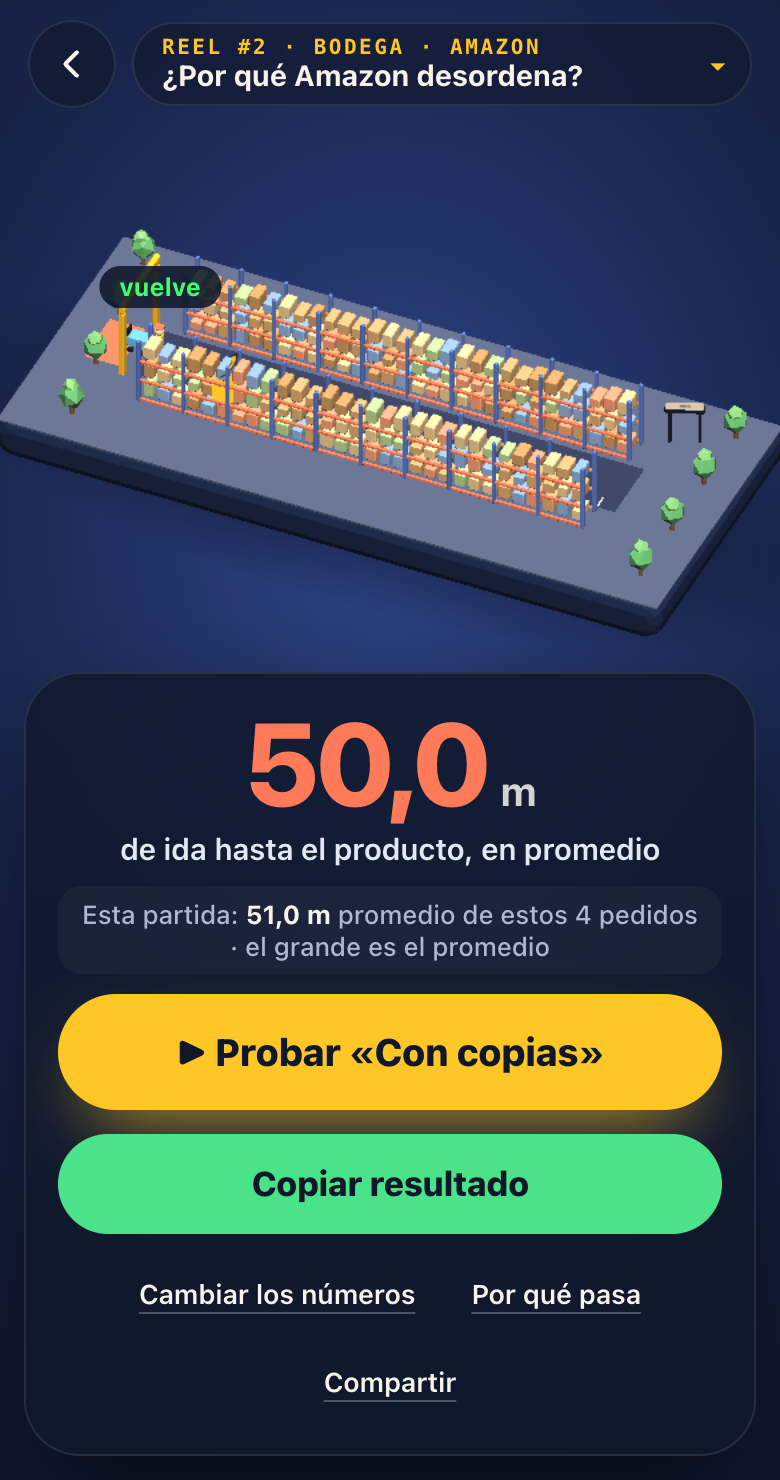 REEL #2 · BODEGA · AMAZON
¿Por qué Amazon desordena?
vuelve
50,0 m
de ida hasta el producto, en promedio
Esta partida: 51,0 m promedio de estos 4 pedidos
· el grande es el promedio
Probar «Con copias»
Copiar resultado
Cambiar los números
Por qué pasa
Compartir